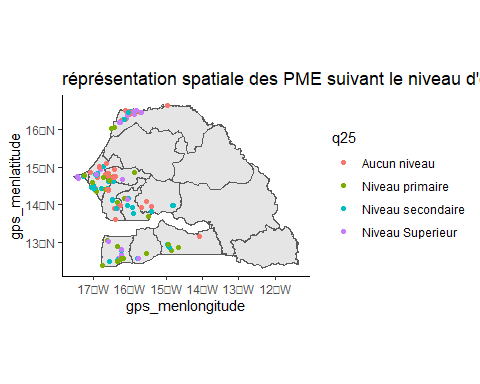 réprésentation spatiale des PME suivant le niveau d'
gps_menlatitude
16□N
15□N
14□N
13□N
17□W 16□W 15□W 14□W 13□W 12□W
gps_menlongitude
q25
Aucun niveau
Niveau primaire
Niveau secondaire
Niveau Superieur